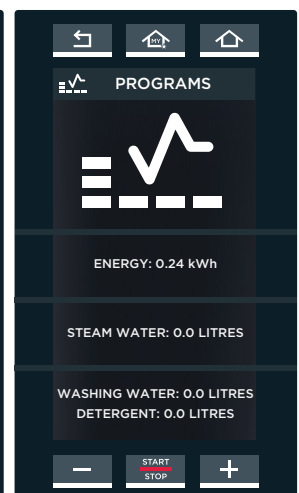 MY
PROGRAMS
ENERGY: 0.24 kWh
STEAM WATER: 0.0 LITRES
WASHING WATER: 0.0 LITRES
DETERGENT: 0.0 LITRES
START
STOP